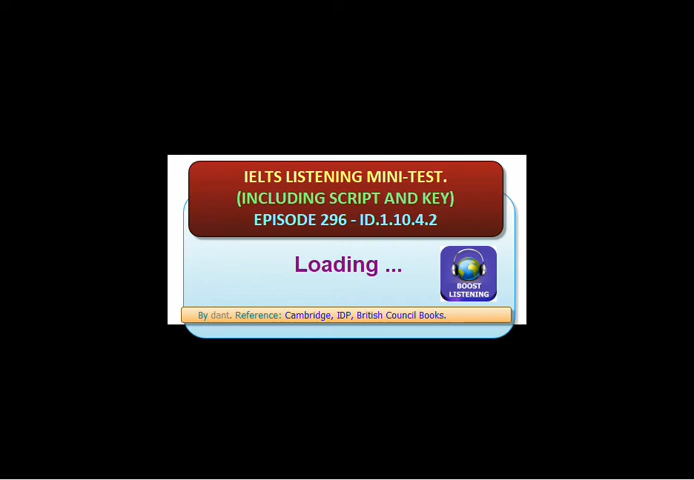 IELTS LISTENING MINI-TEST.
(INCLUDING SCRIPT AND KEY)
EPISODE 296 - ID.1.10.4.2
Loading ...
BOOST
LISTENING
By dant. Reference: Cambridge, IDP, British Council Books.